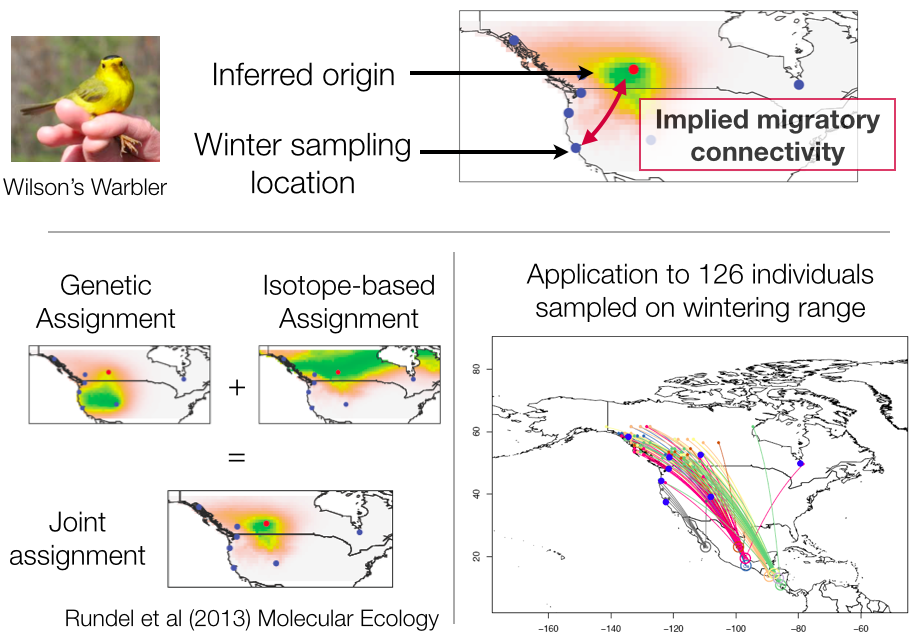 Inferred origin
Winter sampling
location
Implied migratory
connectivity
Wilson's Warbler
Genetic
Assignment
+
Isotope-based
Assignment
=
Joint
assignment
Rundel et al (2013) Molecular Ecology
Application to 126 individuals
sampled on wintering range
80
60
40
20
−160
−140
−120
−100
−80
−60